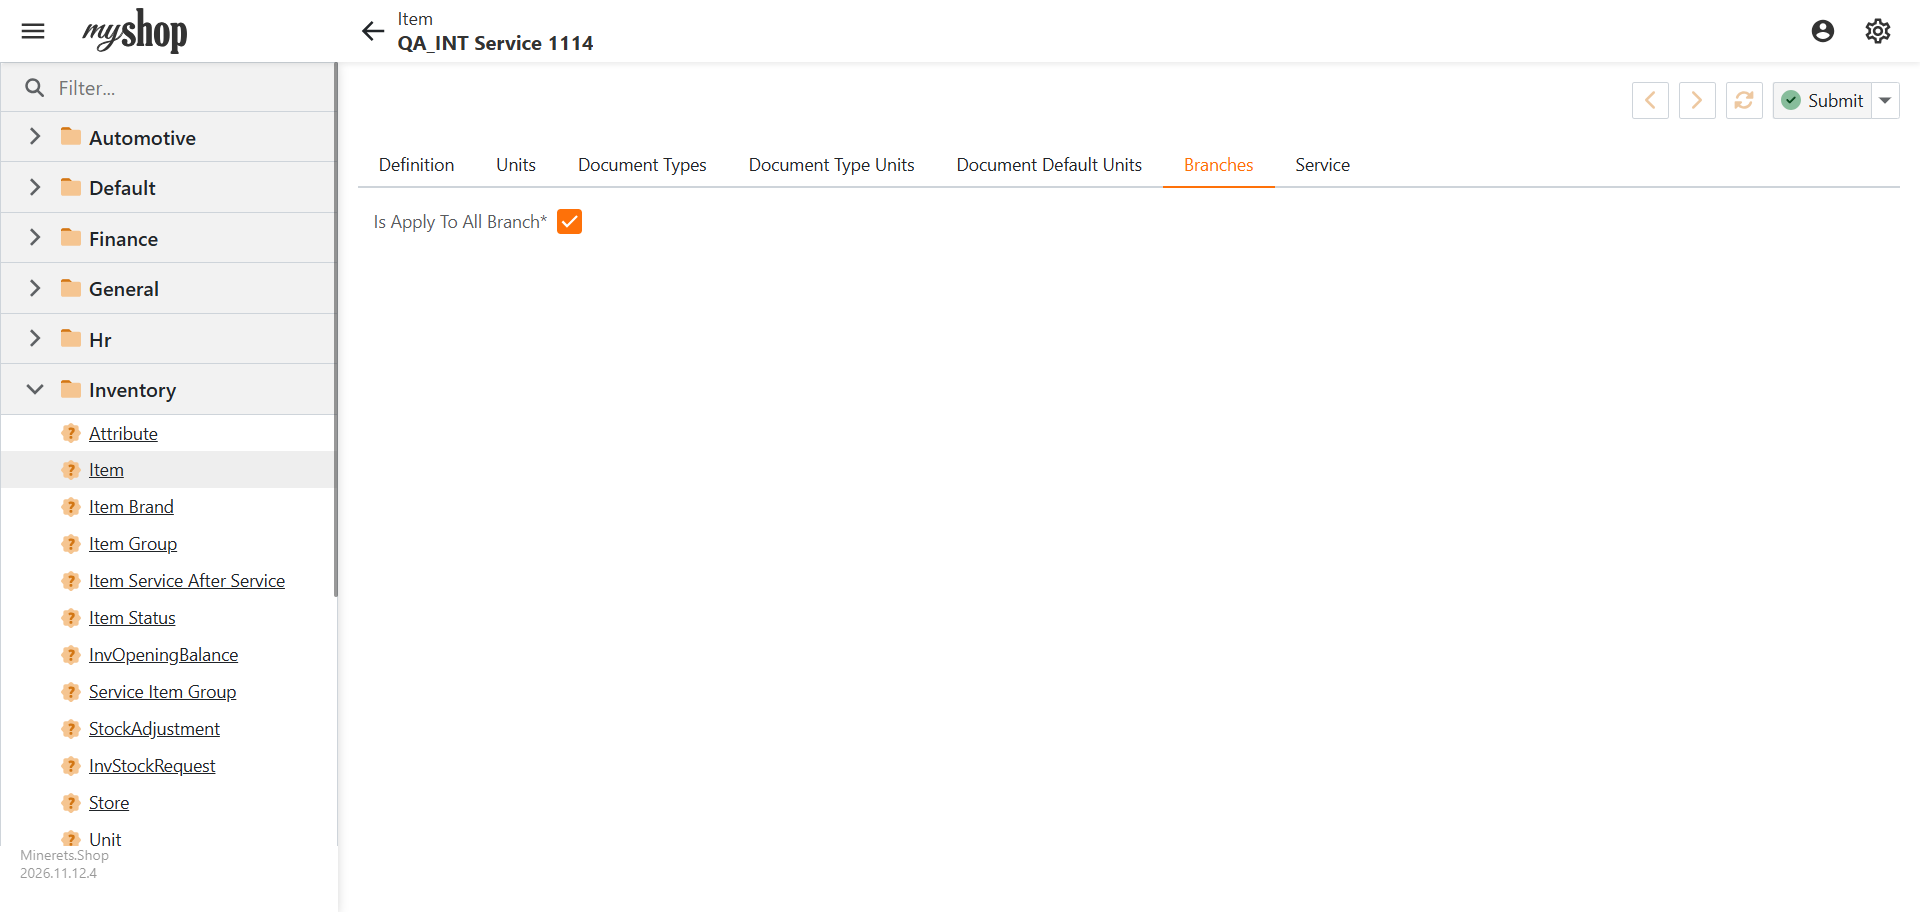 myshop
Item
QA_INT Service 1114
Filter...
Submit
Automotive
Default
Finance
General
Hr
Inventory
Attribute
Item
Item Brand
Item Group
Item Service After Service
Item Status
InvOpeningBalance
Service Item Group
StockAdjustment
InvStockRequest
Store
Unit
Minerets.Shop
2026.11.12.4
Definition Units Document Types Document Type Units Document Default Units Branches Service
Is Apply To All Branch*